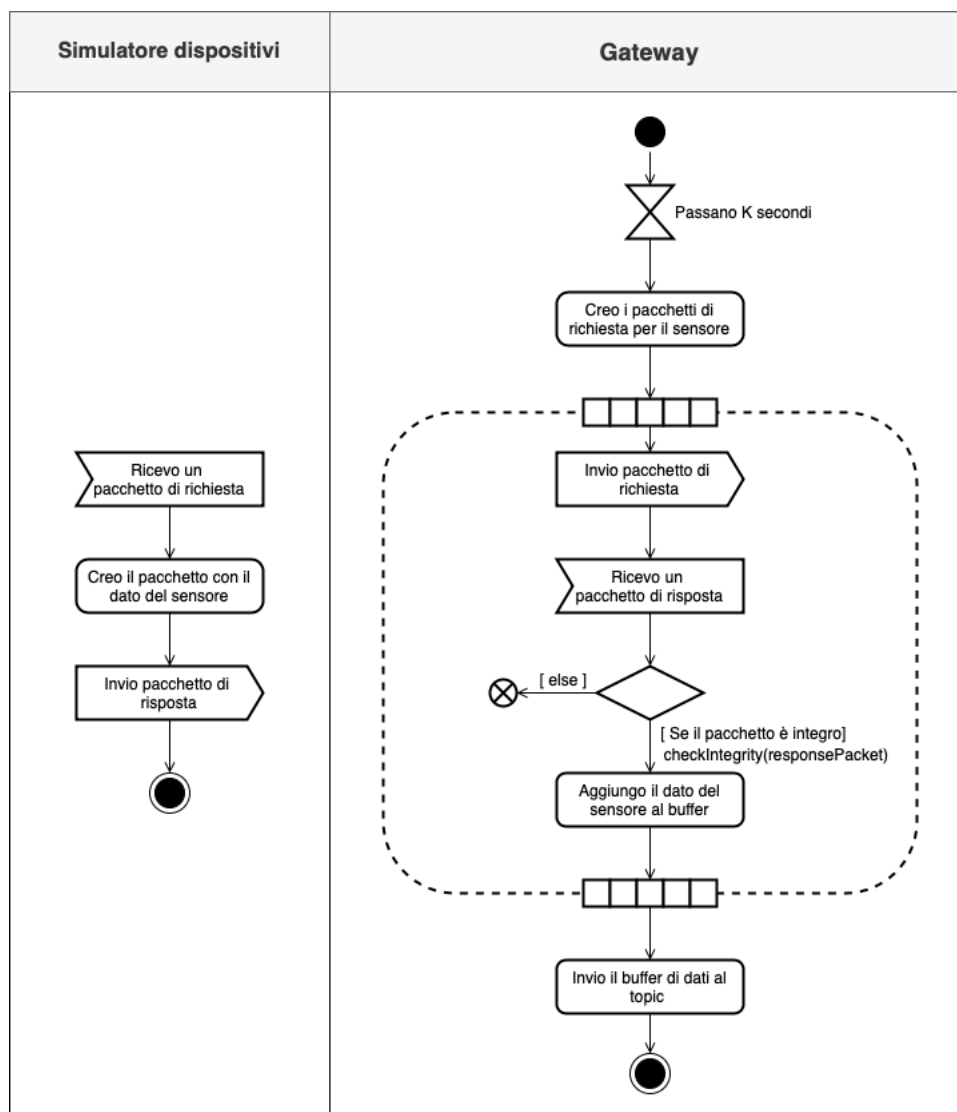 Simulatore dispositivi
Gateway
Passano K secondi
Creo i pacchetti di
richiesta per il sensore
Ricevo un
pacchetto di richiesta
Creo il pacchetto con il
dato del sensore
Invio pacchetto di
risposta
Invio pacchetto di
richiesta
Ricevo un
pacchetto di risposta
[ else ]
[ Se il pacchetto è integro]
checkIntegrity(responsePacket)
Aggiungo il dato del
sensore al buffer
Invio il buffer di dati al
topic